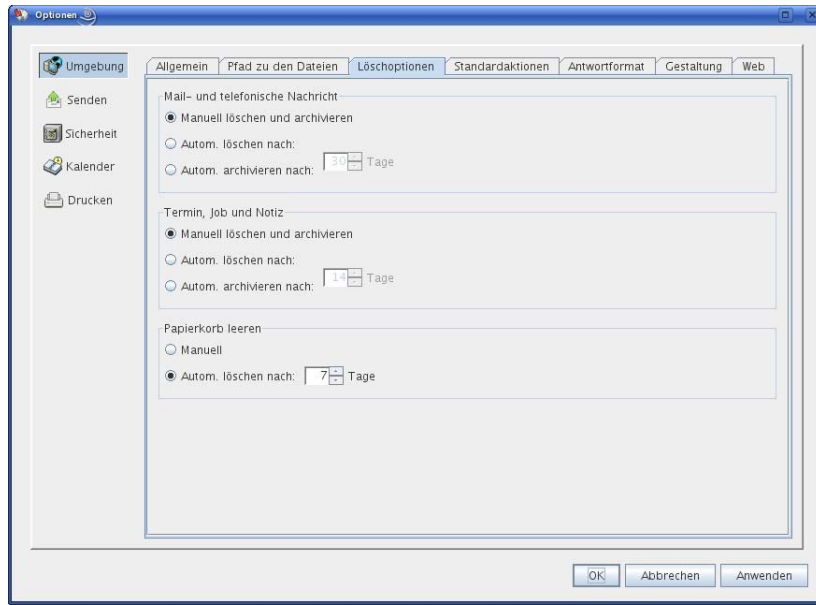 Optionen
Umgebung
Senden
Sicherheit
Kalender
Drucken
Allgemein Pfad zu den Dateien Löschoptionen Standardaktionen Antwortformat Gestaltung Web
Mail- und telefonische Nachricht
Manuell löschen und archivieren
Autom. löschen nach:
Autom. archivieren nach: 30 Tage
Termin, Job und Notiz
Manuell löschen und archivieren
Autom. löschen nach:
Autom. archivieren nach: 14 Tage
Papierkorb leeren
Manuell
Autom. löschen nach: 7 Tage
OK Abbrechen Anwenden